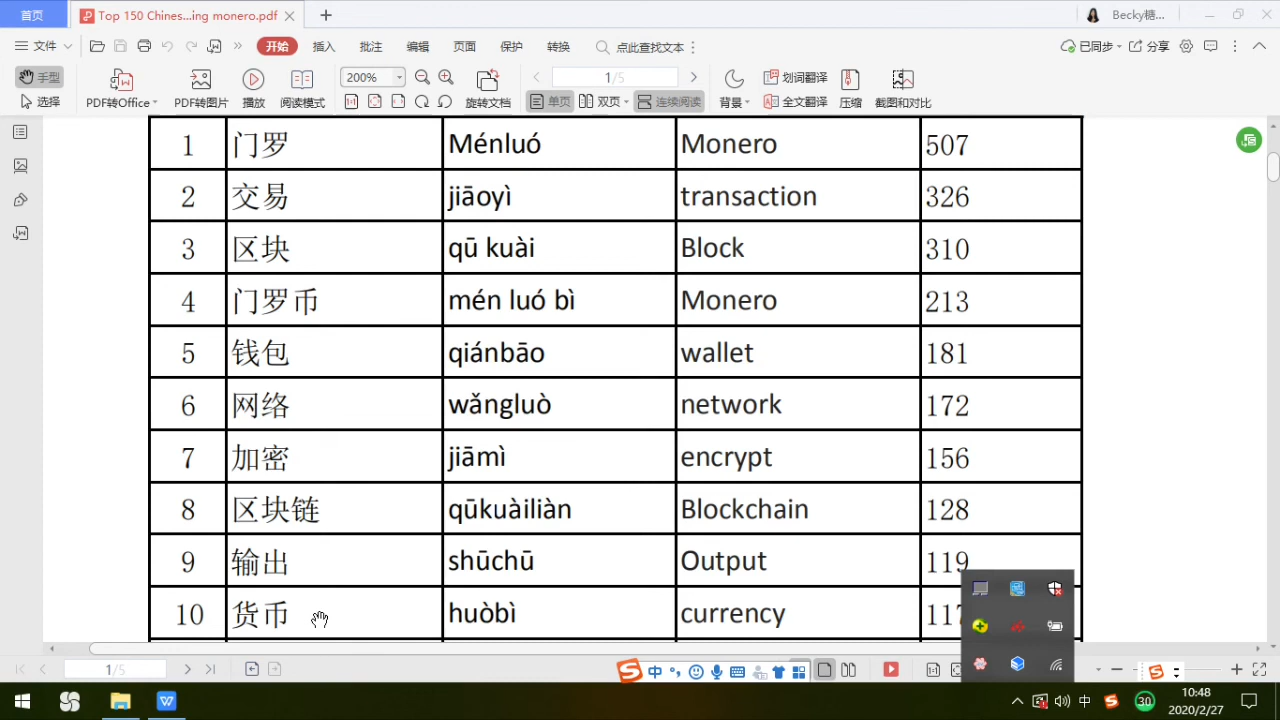 首页 Top 150 Chines...ing monero.pdf Becky糖...
文件 开始 插入 批注 编辑 页面 保护 转换 点此查找文本 已同步 分享
手型 200% 1/5 划词翻译
选择 PDF转Office PDF转图片 播放 阅读模式 旋转文档 单页 双页 连续阅读 背景 全文翻译 压缩 截图和对比
1 门罗 Ménluó Monero 507
2 交易 jiāoyì transaction 326
3 区块 qū kuài Block 310
4 门罗币 mén luó bì Monero 213
5 钱包 qiánbāo wallet 181
6 网络 wǎngluò network 172
7 加密 jiāmì encrypt 156
8 区块链 qūkuàiliàn Blockchain 128
9 输出 shūchū Output 119
10 货币 huòbì currency 117
1/5 中
中 30 10:48
2020/2/27